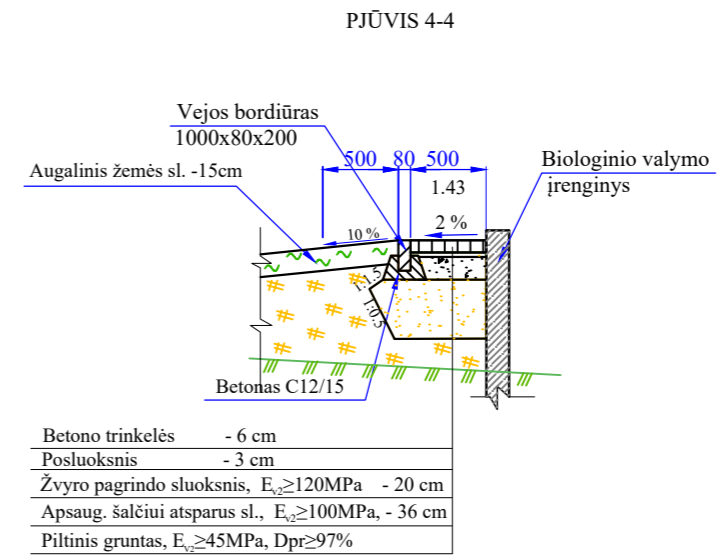 PJŪVIS 4-4
Vejos bordiūras
1000x80x200
Augalinis žemės sl. -15cm
500 80 500
1.43
Biologinio valymo
įrenginys
10 %
2 %
1:1.5
1:0.5
Betonas C12/15
Betono trinkelės - 6 cm
Posluoksnis - 3 cm
Žvyro pagrindo sluoksnis, Ev2≥120MPa - 20 cm
Apsaug. šalčiui atsparus sl., Ev2≥100MPa, - 36 cm
Piltinis gruntas, Ev2≥45MPa, Dpr≥97%